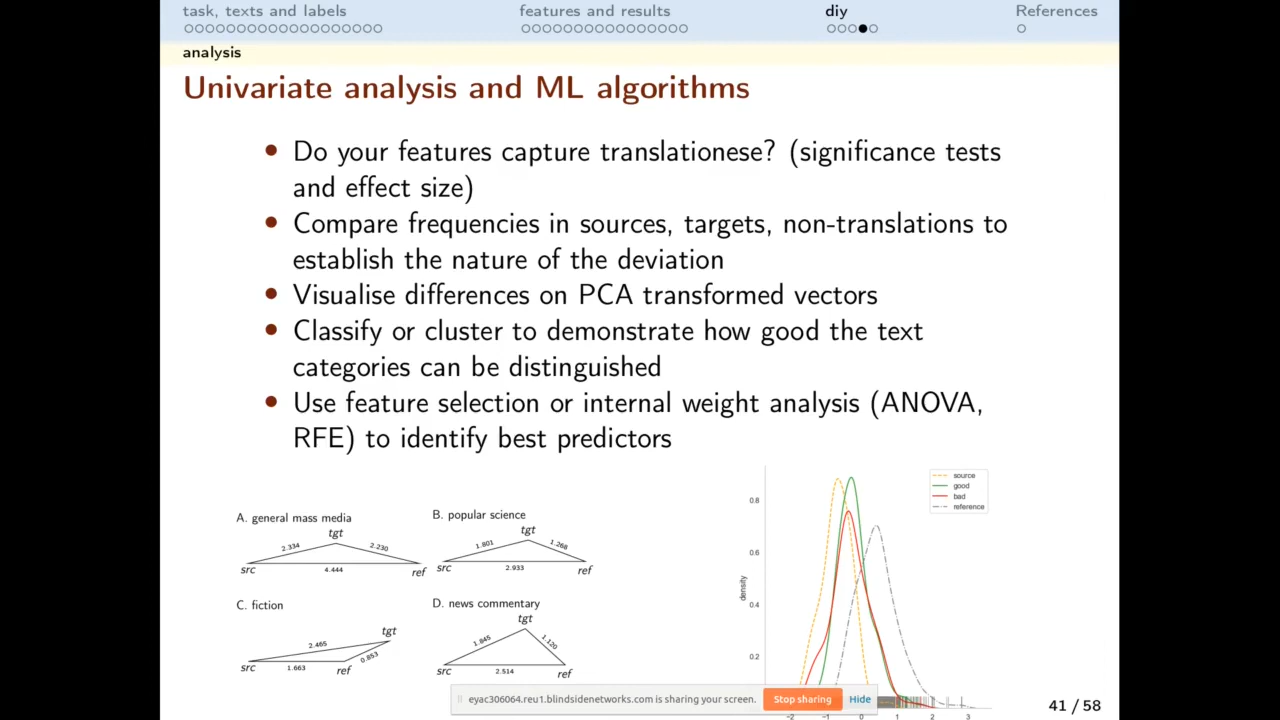 task, texts and labels features and results diy References
analysis
Univariate analysis and ML algorithms
Do your features capture translationese? (significance tests
and effect size)
Compare frequencies in sources, targets, non-translations to
establish the nature of the deviation
Visualise differences on PCA transformed vectors
Classify or cluster to demonstrate how good the text
categories can be distinguished
Use feature selection or internal weight analysis (ANOVA,
RFE) to identify best predictors
A. general mass media
tgt
2.334 2.230
src 4.444 ref
B. popular science
tgt
1.801 1.268
src 2.933 ref
C. fiction
tgt
2.465
src 1.663 ref 0.853
D. news commentary
tgt
1.845 1.120
src 2.514 ref
source
good
bad
reference
density
0.8
0.6
0.4
0.2
−2 −1 0 1 2 3
eyac306064.reu1.blindsidenetworks.com is sharing your screen. Stop sharing Hide
41 / 58